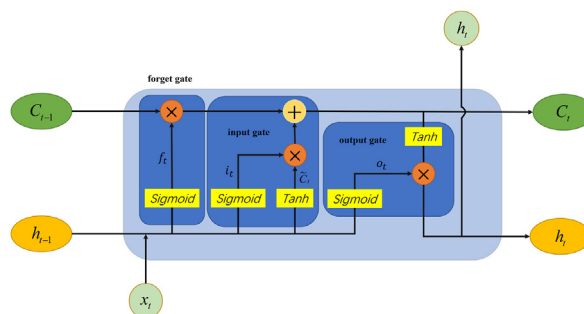 h_t
forget gate
C_{t-1}
×
+
C_t
input gate
output gate
Tanh
f_t
i_t
×
C̃_t
o_t
×
Sigmoid
Sigmoid
Tanh
Sigmoid
h_{t-1}
h_t
x_t